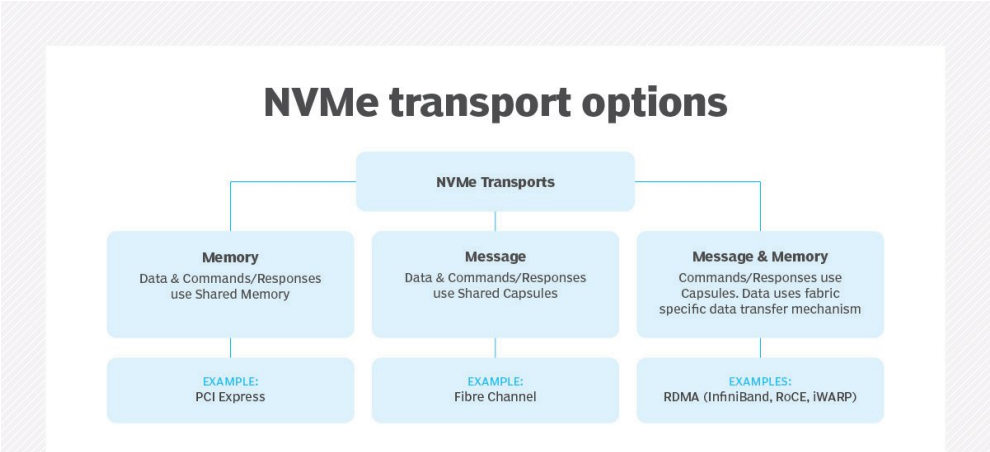 NVMe transport options
NVMe Transports
Memory
Data & Commands/Responses
use Shared Memory
Message
Data & Commands/Responses
use Shared Capsules
Message & Memory
Commands/Responses use
Capsules. Data uses fabric
specific data transfer mechanism
EXAMPLE:
PCI Express
EXAMPLE:
Fibre Channel
EXAMPLES:
RDMA (InfiniBand, RoCE, iWARP)